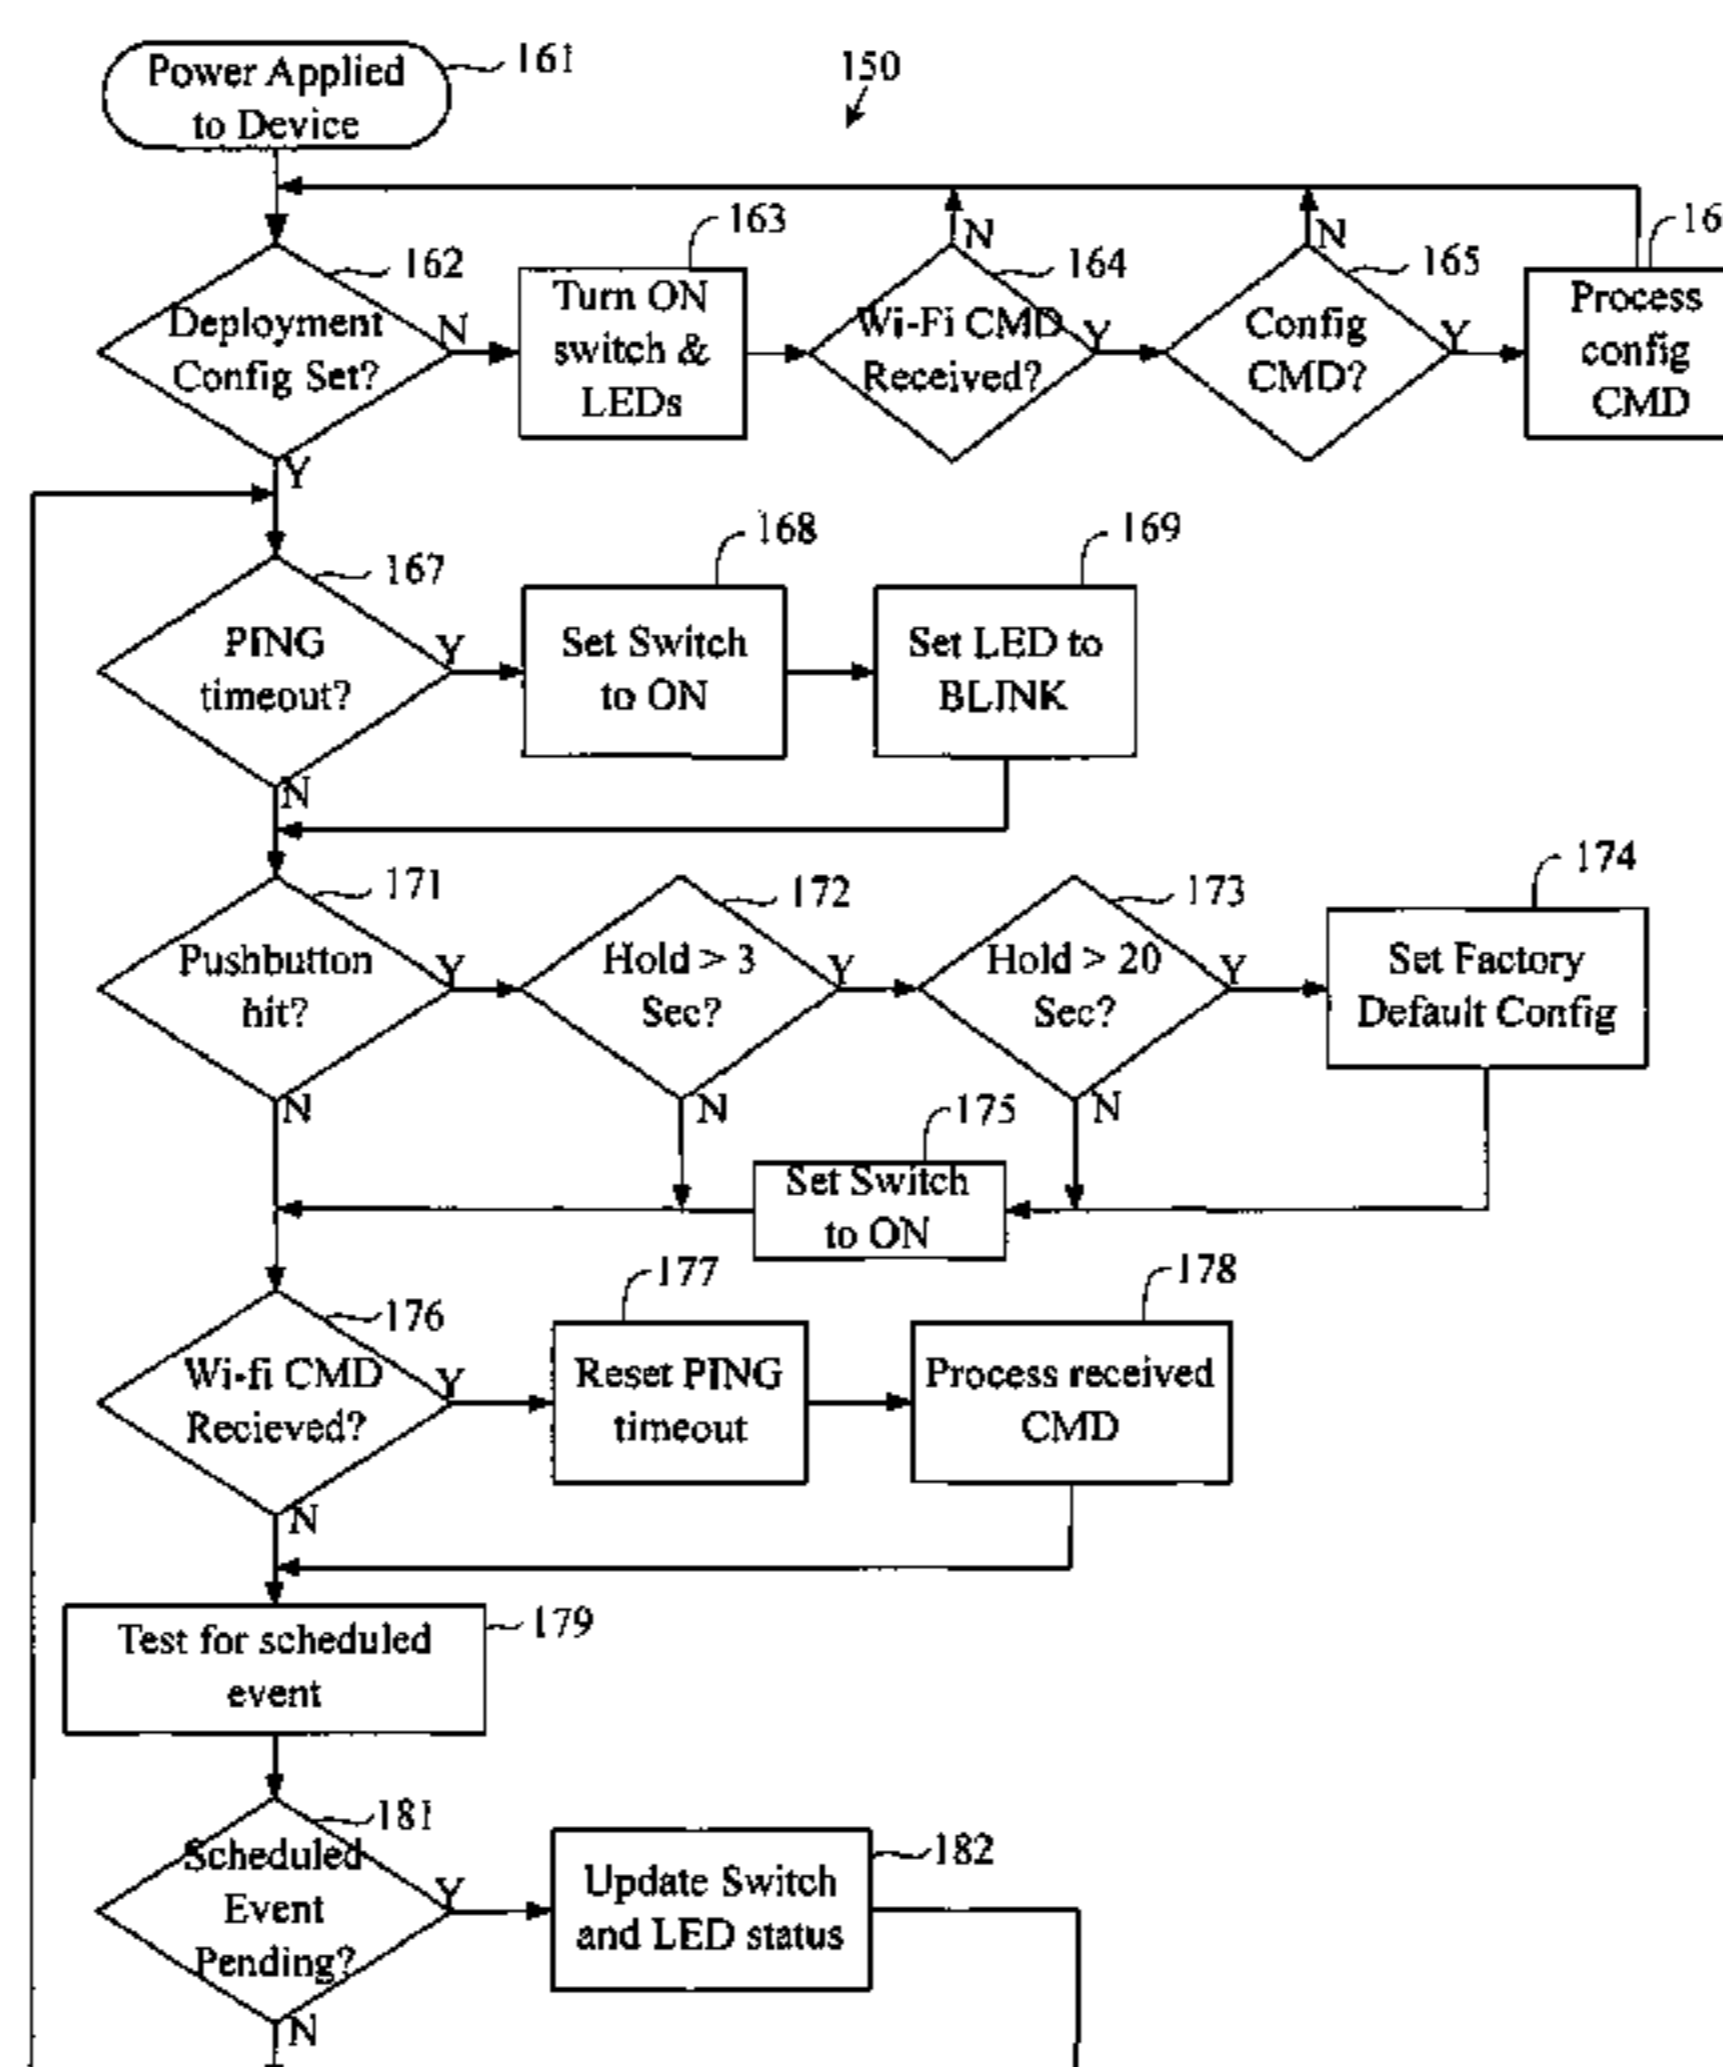 Power Applied
to Device
161
150
162
Deployment
Config Set?
N
Y
163
Turn ON
switch &
LEDs
164
Wi-Fi CMD
Received?
N
Y
165
Config
CMD?
N
Y
Process
config
CMD
167
PING
timeout?
Y
N
168
Set Switch
to ON
169
Set LED to
BLINK
171
Pushbutton
hit?
Y
N
172
Hold > 3
Sec?
Y
N
173
Hold > 20
Sec?
Y
N
174
Set Factory
Default Config
175
Set Switch
to ON
176
Wi-fi CMD
Recieved?
Y
N
177
Reset PING
timeout
178
Process received
CMD
179
Test for scheduled
event
181
Scheduled
Event
Pending?
Y
N
182
Update Switch
and LED status